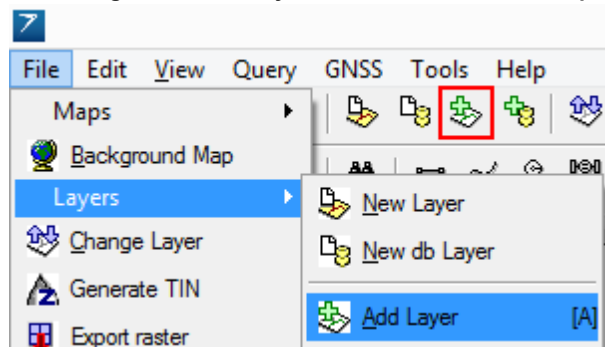 File Edit View Query GNSS Tools Help
Maps
Background Map
Layers
New Layer
Change Layer
New db Layer
Generate TIN
Add Layer [A]
Export raster